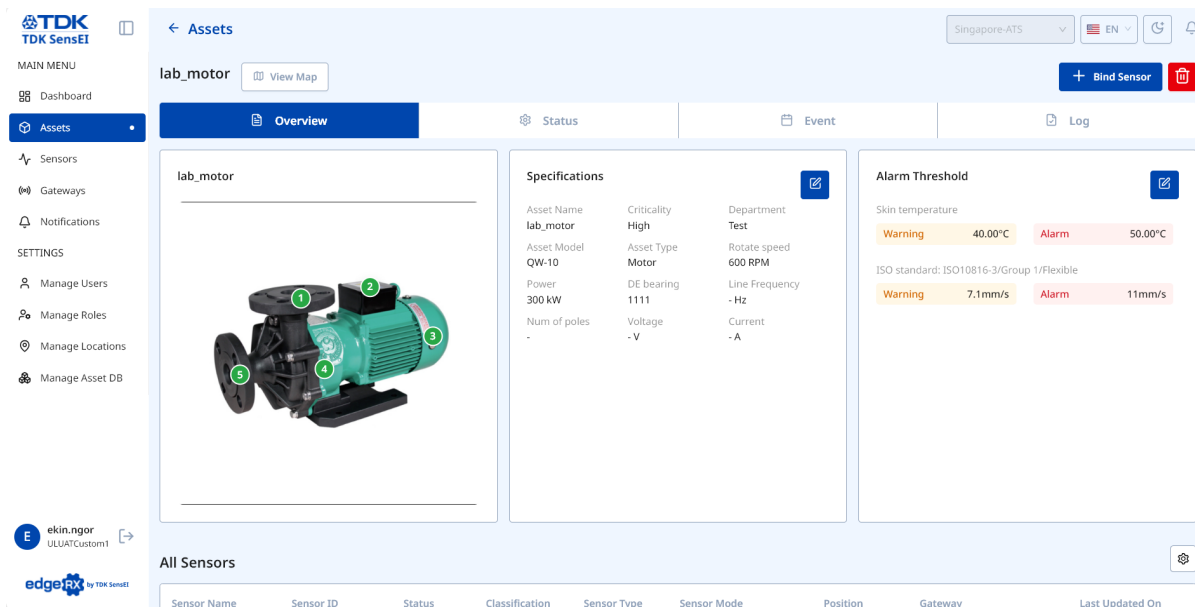 TDK
TDK SensEI
MAIN MENU
Dashboard
Assets
Sensors
Gateways
Notifications
SETTINGS
Manage Users
Manage Roles
Manage Locations
Manage Asset DB
E
ekin.ngor
ULUATCustom1
edgeRX by TDK SensEI
← Assets
Singapore-ATS
EN
lab_motor
View Map
+ Bind Sensor
Overview
Status
Event
Log
lab_motor
1
2
3
4
5
Specifications
Asset Name Criticality Department
lab_motor High Test
Asset Model Asset Type Rotate speed
QW-10 Motor 600 RPM
Power DE bearing Line Frequency
300 kW 1111 - Hz
Num of poles Voltage Current
- - V - A
Alarm Threshold
Skin temperature
Warning 40.00°C Alarm 50.00°C
ISO standard: ISO10816-3/Group 1/Flexible
Warning 7.1mm/s Alarm 11mm/s
All Sensors
Sensor Name Sensor ID Status Classification Sensor Type Sensor Mode Position Gateway Last Updated On